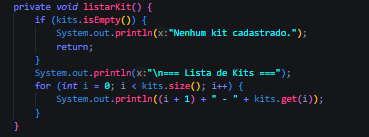 private void listarKit() {
    if (kits.isEmpty()) {
        System.out.println(x:"Nenhum kit cadastrado.");
        return;
    }
    System.out.println(x:"\n=== Lista de Kits ===");
    for (int i = 0; i < kits.size(); i++) {
        System.out.println((i + 1) + " - " + kits.get(i));
    }
}